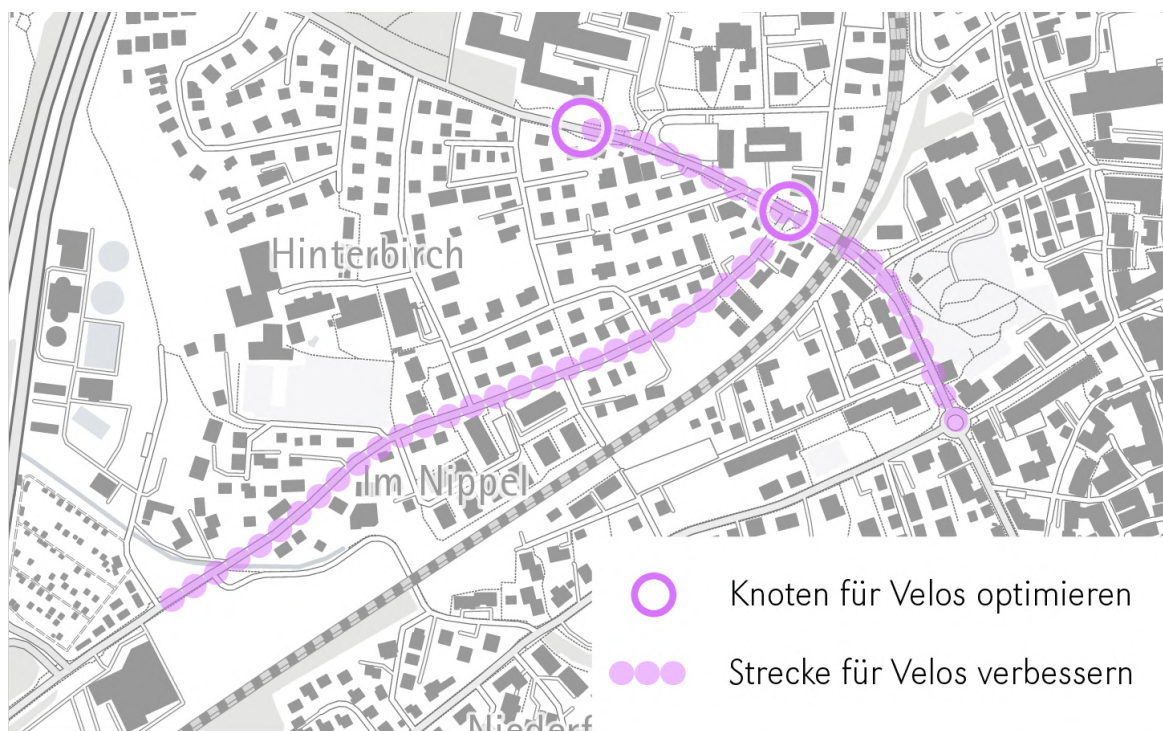 Hinterbirch
Im Nippel
Knoten für Velos optimieren
Strecke für Velos verbessern